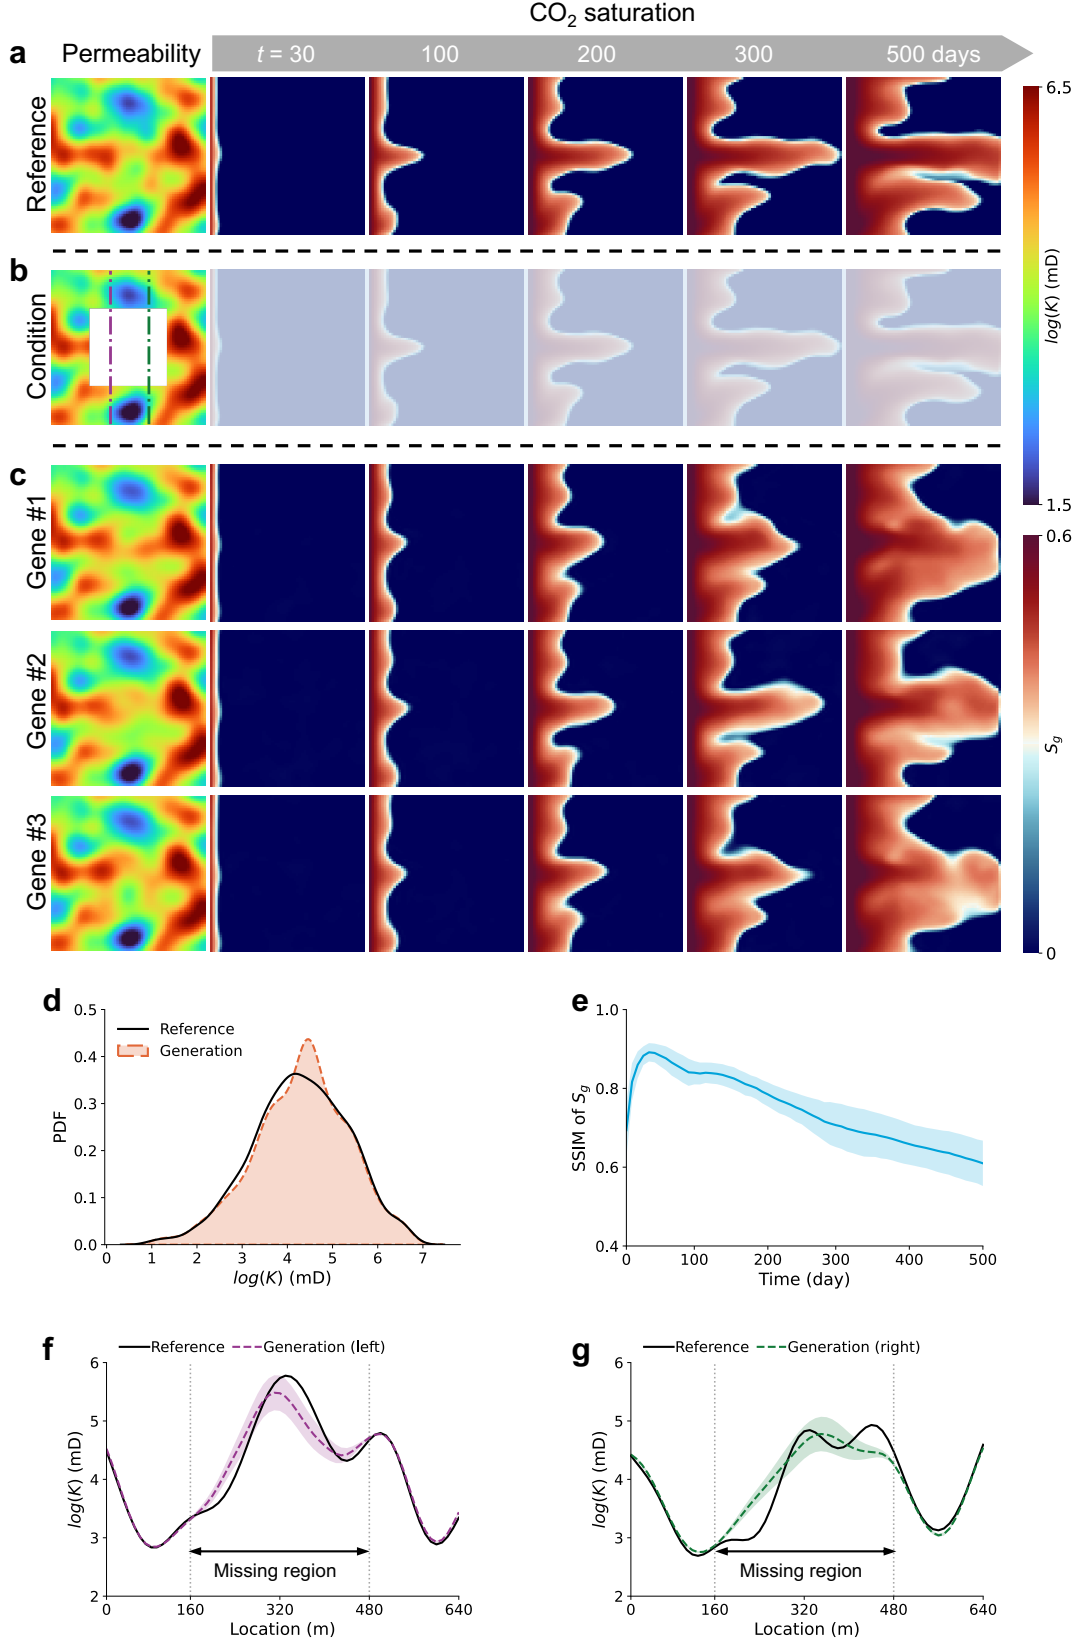 CO₂ saturation
a
Permeability
t = 30
100
200
300
500 days
Reference
6.5
log(K) (mD)
1.5
b
Condition
c
Gene #1
Gene #2
Gene #3
0.6
S_g
0
d
0.5
0.4
0.3
0.2
0.1
0.0
PDF
Reference
Generation
0 1 2 3 4 5 6 7
log(K) (mD)
e
1.0
0.8
0.6
0.4
SSIM of S_g
0 100 200 300 400 500
Time (day)
f
Reference
Generation (left)
6
5
4
3
2
log(K) (mD)
Missing region
0 160 320 480 640
Location (m)
g
Reference
Generation (right)
6
5
4
3
2
log(K) (mD)
Missing region
0 160 320 480 640
Location (m)